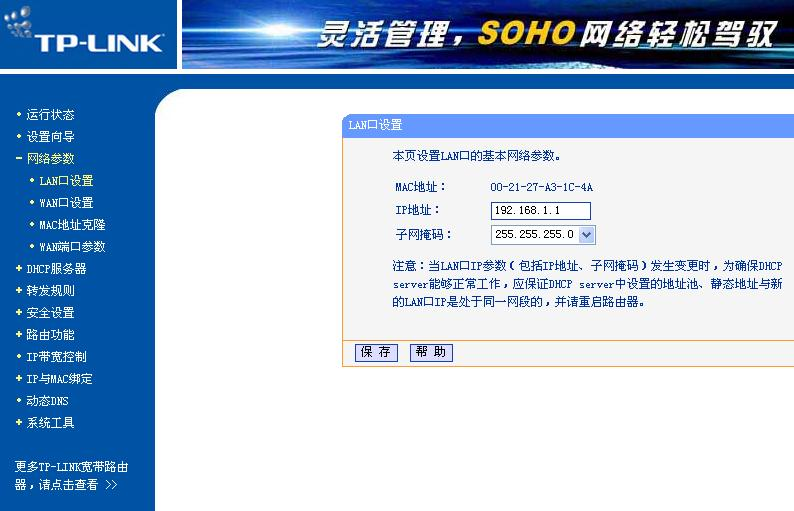 TP-LINK
灵活管理，SOHO网络轻松驾驭
运行状态
设置向导
网络参数
LAN口设置
WAN口设置
MAC地址克隆
WAN端口参数
DHCP服务器
转发规则
安全设置
路由功能
IP带宽控制
IP与MAC绑定
动态DNS
系统工具
更多TP-LINK宽带路由
器，请点击查看 >>
LAN口设置
本页设置LAN口的基本网络参数。
MAC地址： 00-21-27-A3-1C-4A
IP地址： 192.168.1.1
子网掩码： 255.255.255.0
注意：当LAN口IP参数（包括IP地址、子网掩码）发生变更时，为确保DHCP
server能够正常工作，应保证DHCP server中设置的地址池、静态地址与新
的LAN口IP是处于同一网段的，并请重启路由器。
保 存 帮 助